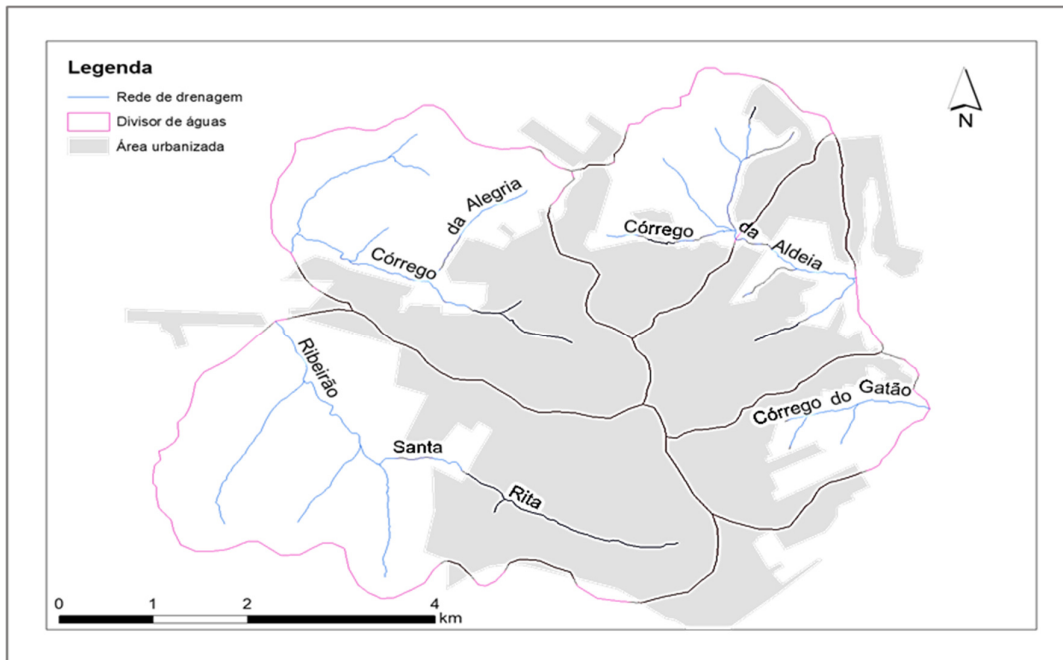 Legenda
Rede de drenagem
Divisor de águas
Área urbanizada
N
da Alegria
Córrego
Córrego
da Aldeia
Ribeirão
Santa
Rita
Córrego do Gatão
0 1 2 4
km